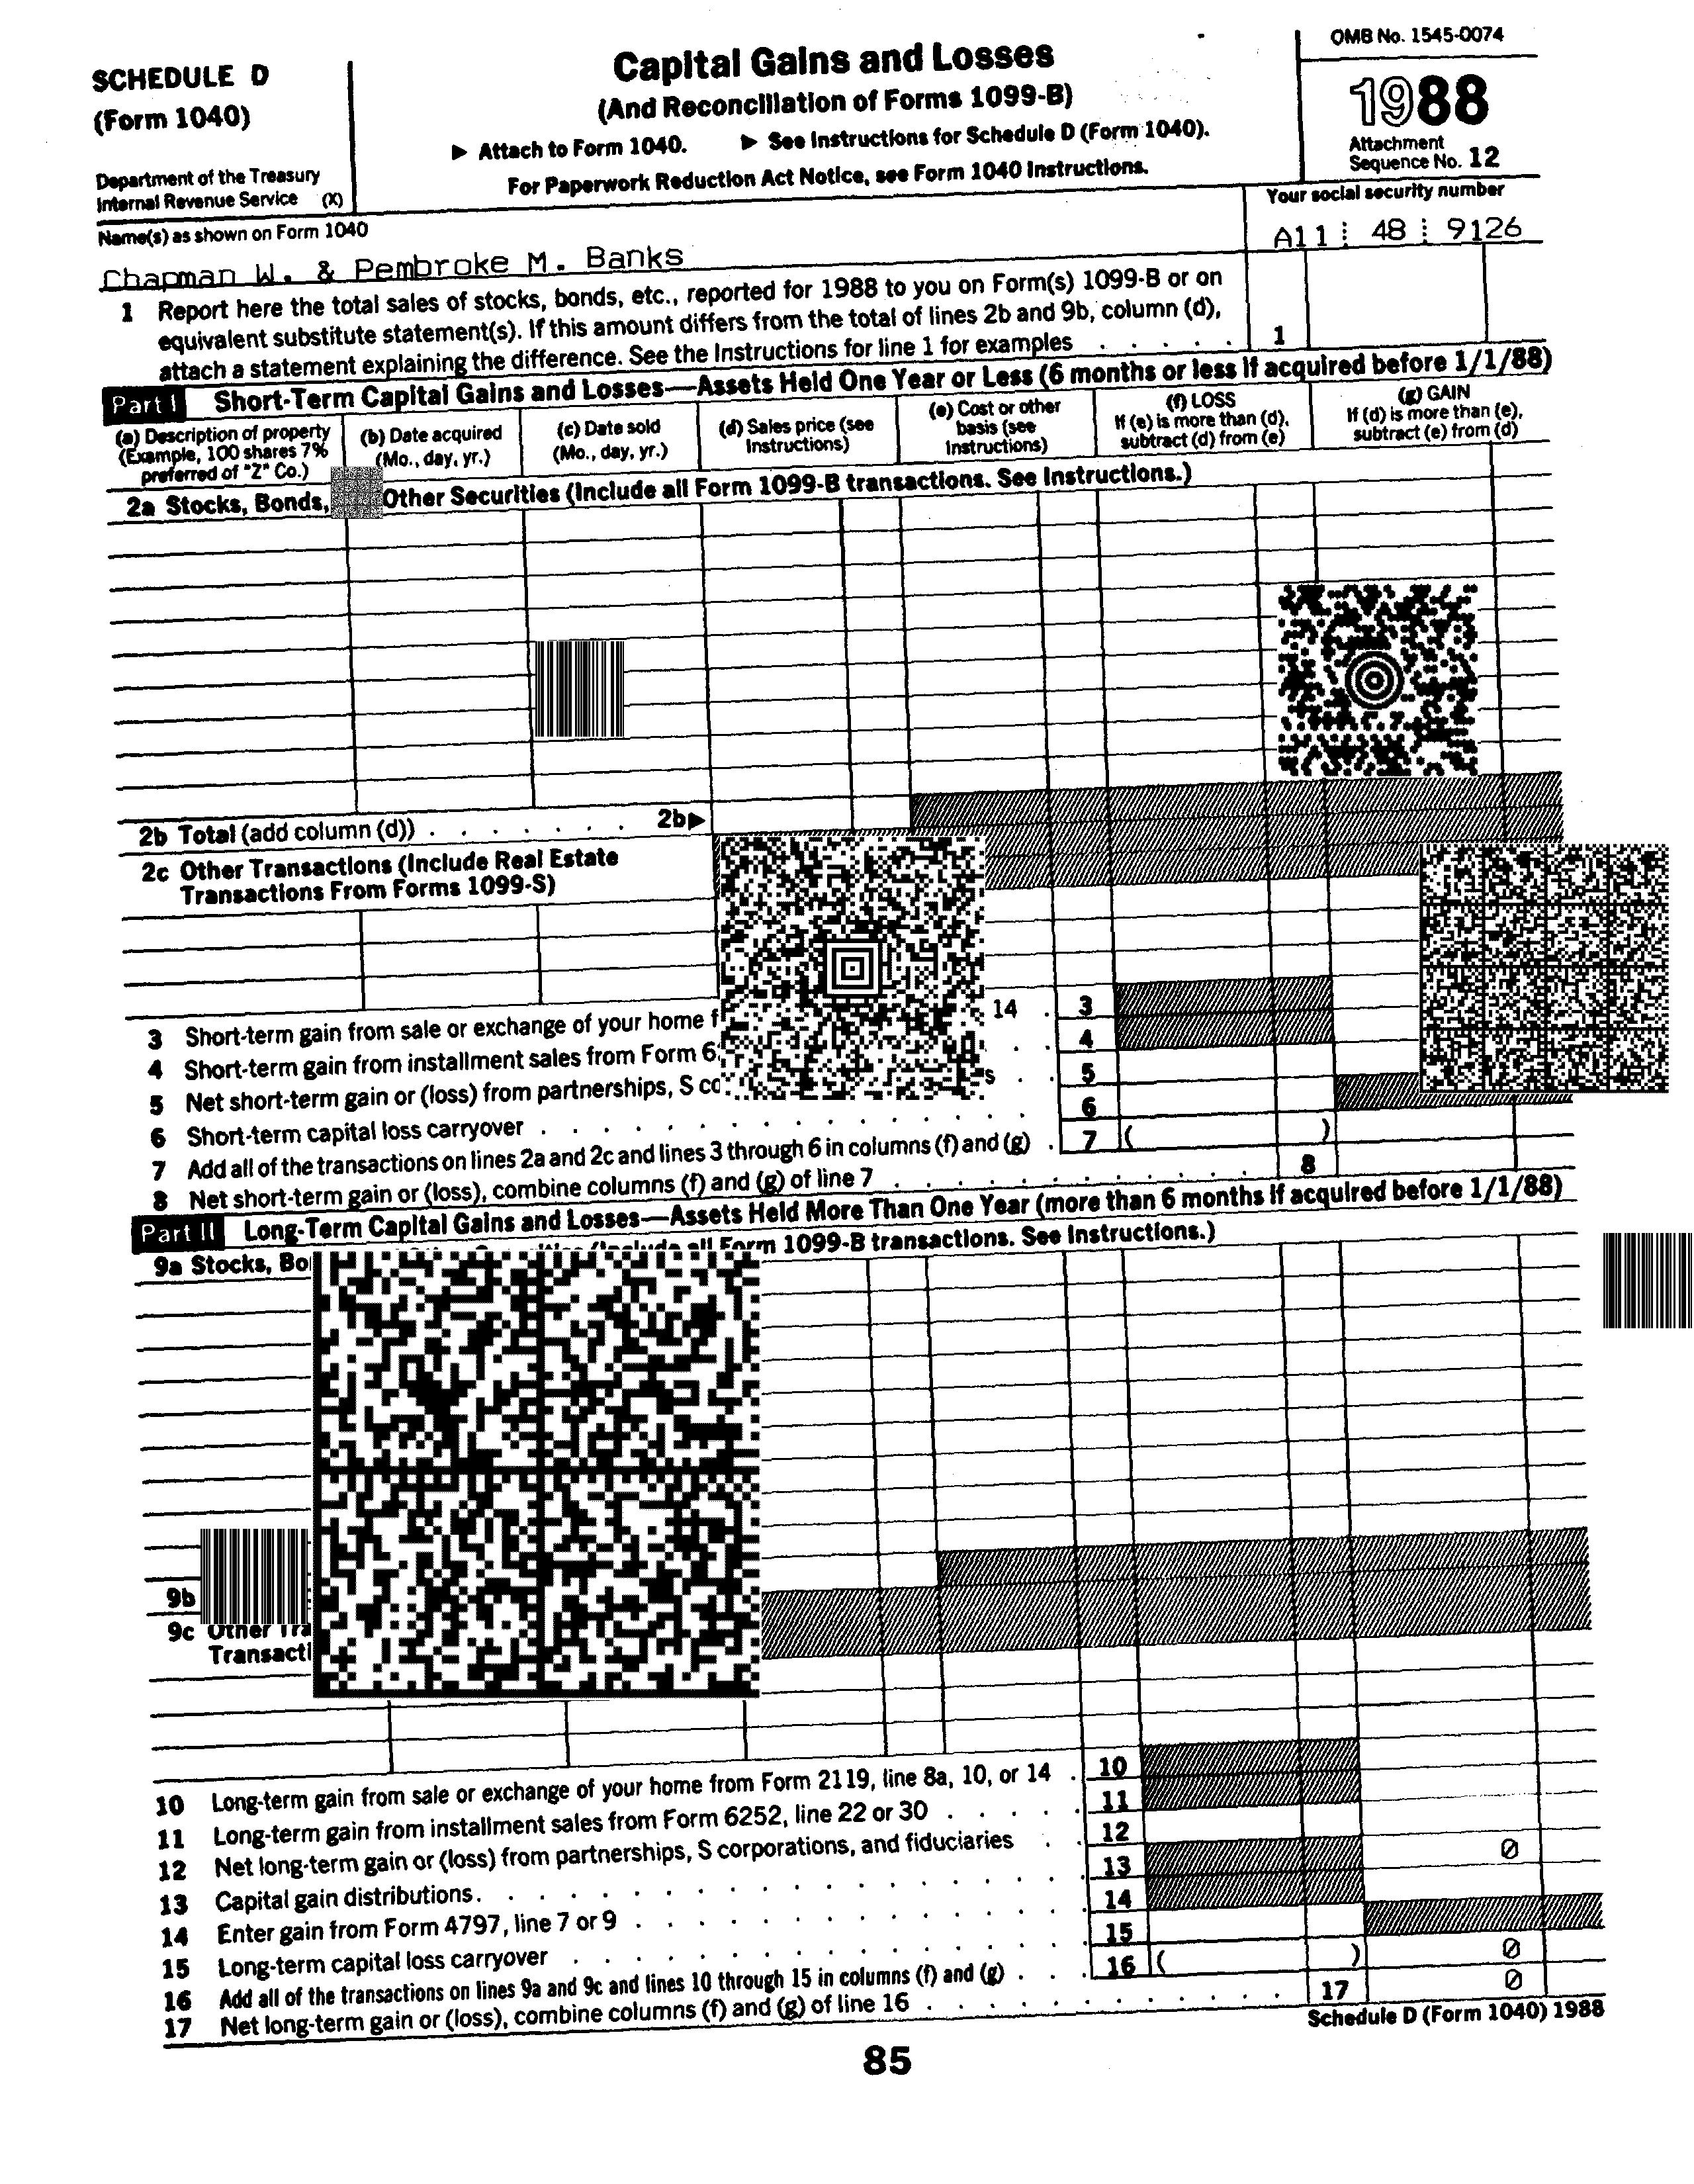 SCHEDULE D
(Form 1040)
Department of the Treasury
Internal Revenue Service (X)
Capital Gains and Losses
(And Reconciliation of Forms 1099-B)
▶ Attach to Form 1040. ▶ See Instructions for Schedule D (Form 1040).
For Paperwork Reduction Act Notice, see Form 1040 Instructions.
OMB No. 1545-0074
1988
Attachment
Sequence No. 12
Name(s) as shown on Form 1040
Your social security number
Chapman W. & Pembroke M. Banks
A11 48 9126
1 Report here the total sales of stocks, bonds, etc., reported for 1988 to you on Form(s) 1099-B or on
equivalent substitute statement(s). If this amount differs from the total of lines 2b and 9b, column (d),
attach a statement explaining the difference. See the Instructions for line 1 for examples . . . . . 1
Part I Short-Term Capital Gains and Losses—Assets Held One Year or Less (6 months or less if acquired before 1/1/88)
(a) Description of property
(Example, 100 shares 7%
preferred of "Z" Co.)
(b) Date acquired
(Mo., day, yr.)
(c) Date sold
(Mo., day, yr.)
(d) Sales price (see
Instructions)
(e) Cost or other
basis (see
Instructions)
(f) LOSS
If (e) is more than (d),
subtract (d) from (e)
(g) GAIN
If (d) is more than (e),
subtract (e) from (d)
2a Stocks, Bonds, Other Securities (Include all Form 1099-B transactions. See Instructions.)
2b Total (add column (d)) . . . . . . . 2b▶
2c Other Transactions (Include Real Estate
Transactions From Forms 1099-S)
3 Short-term gain from sale or exchange of your home 14 . 3
4 Short-term gain from installment sales from Form . . 4
5 Net short-term gain or (loss) from partnerships, S . . 5
6 Short-term capital loss carryover . . . . . . . . . . . . . . 6
7 Add all of the transactions on lines 2a and 2c and lines 3 through 6 in columns (f) and (g) . 7 ( )
8 Net short-term gain or (loss), combine columns (f) and (g) of line 7 . . . . . . . . . . . . . 8
Part II Long-Term Capital Gains and Losses—Assets Held More Than One Year (more than 6 months if acquired before 1/1/88)
9a Stocks, all Form 1099-B transactions. See Instructions.)
9b
9c Other
10 Long-term gain from sale or exchange of your home from Form 2119, line 8a, 10, or 14 . 10
11 Long-term gain from installment sales from Form 6252, line 22 or 30 . . . . . 11
12 Net long-term gain or (loss) from partnerships, S corporations, and fiduciaries . . 12
13 Capital gain distributions . . . . . . . . . . . . . . . . 13 0
14 Enter gain from Form 4797, line 7 or 9 . . . . . . . . . . . . 14
15 Long-term capital loss carryover . . . . . . . . . . . . . . 15
16 Add all of the transactions on lines 9a and 9c and lines 10 through 15 in columns (f) and (g) . . . 16 ( ) 0
17 Net long-term gain or (loss), combine columns (f) and (g) of line 16 . . . . . . . . . . . . 17 0
Schedule D (Form 1040) 1988
85